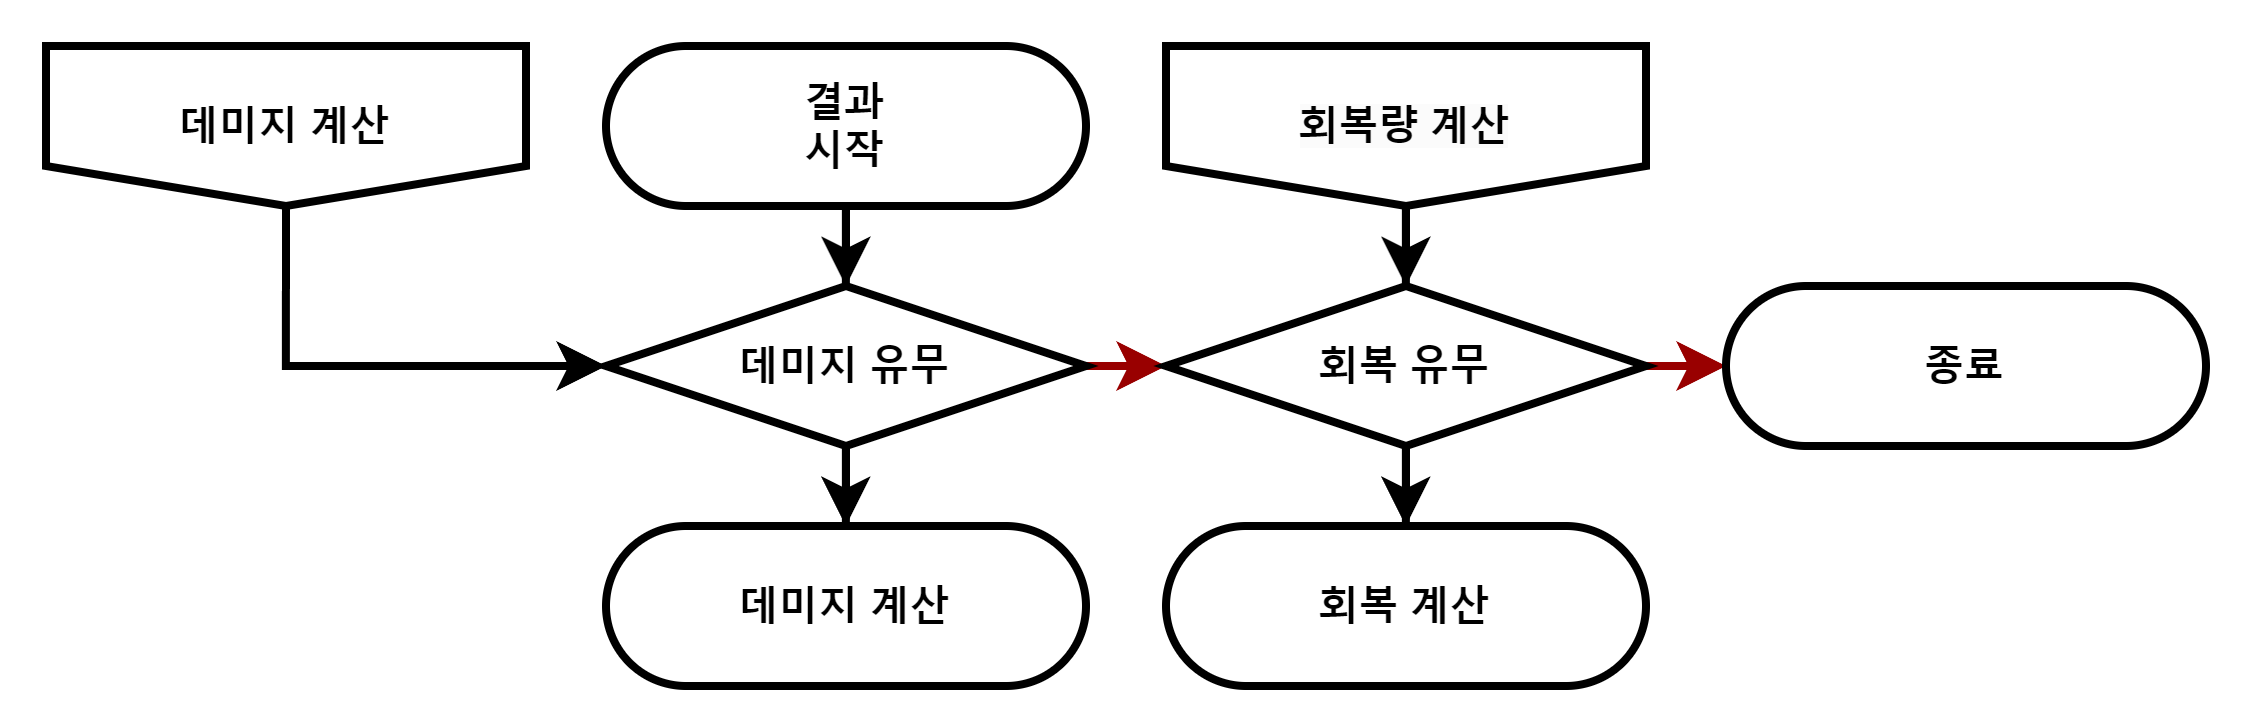 데미지 계산
결과
시작
회복량 계산
데미지 유무
회복 유무
종료
데미지 계산
회복 계산